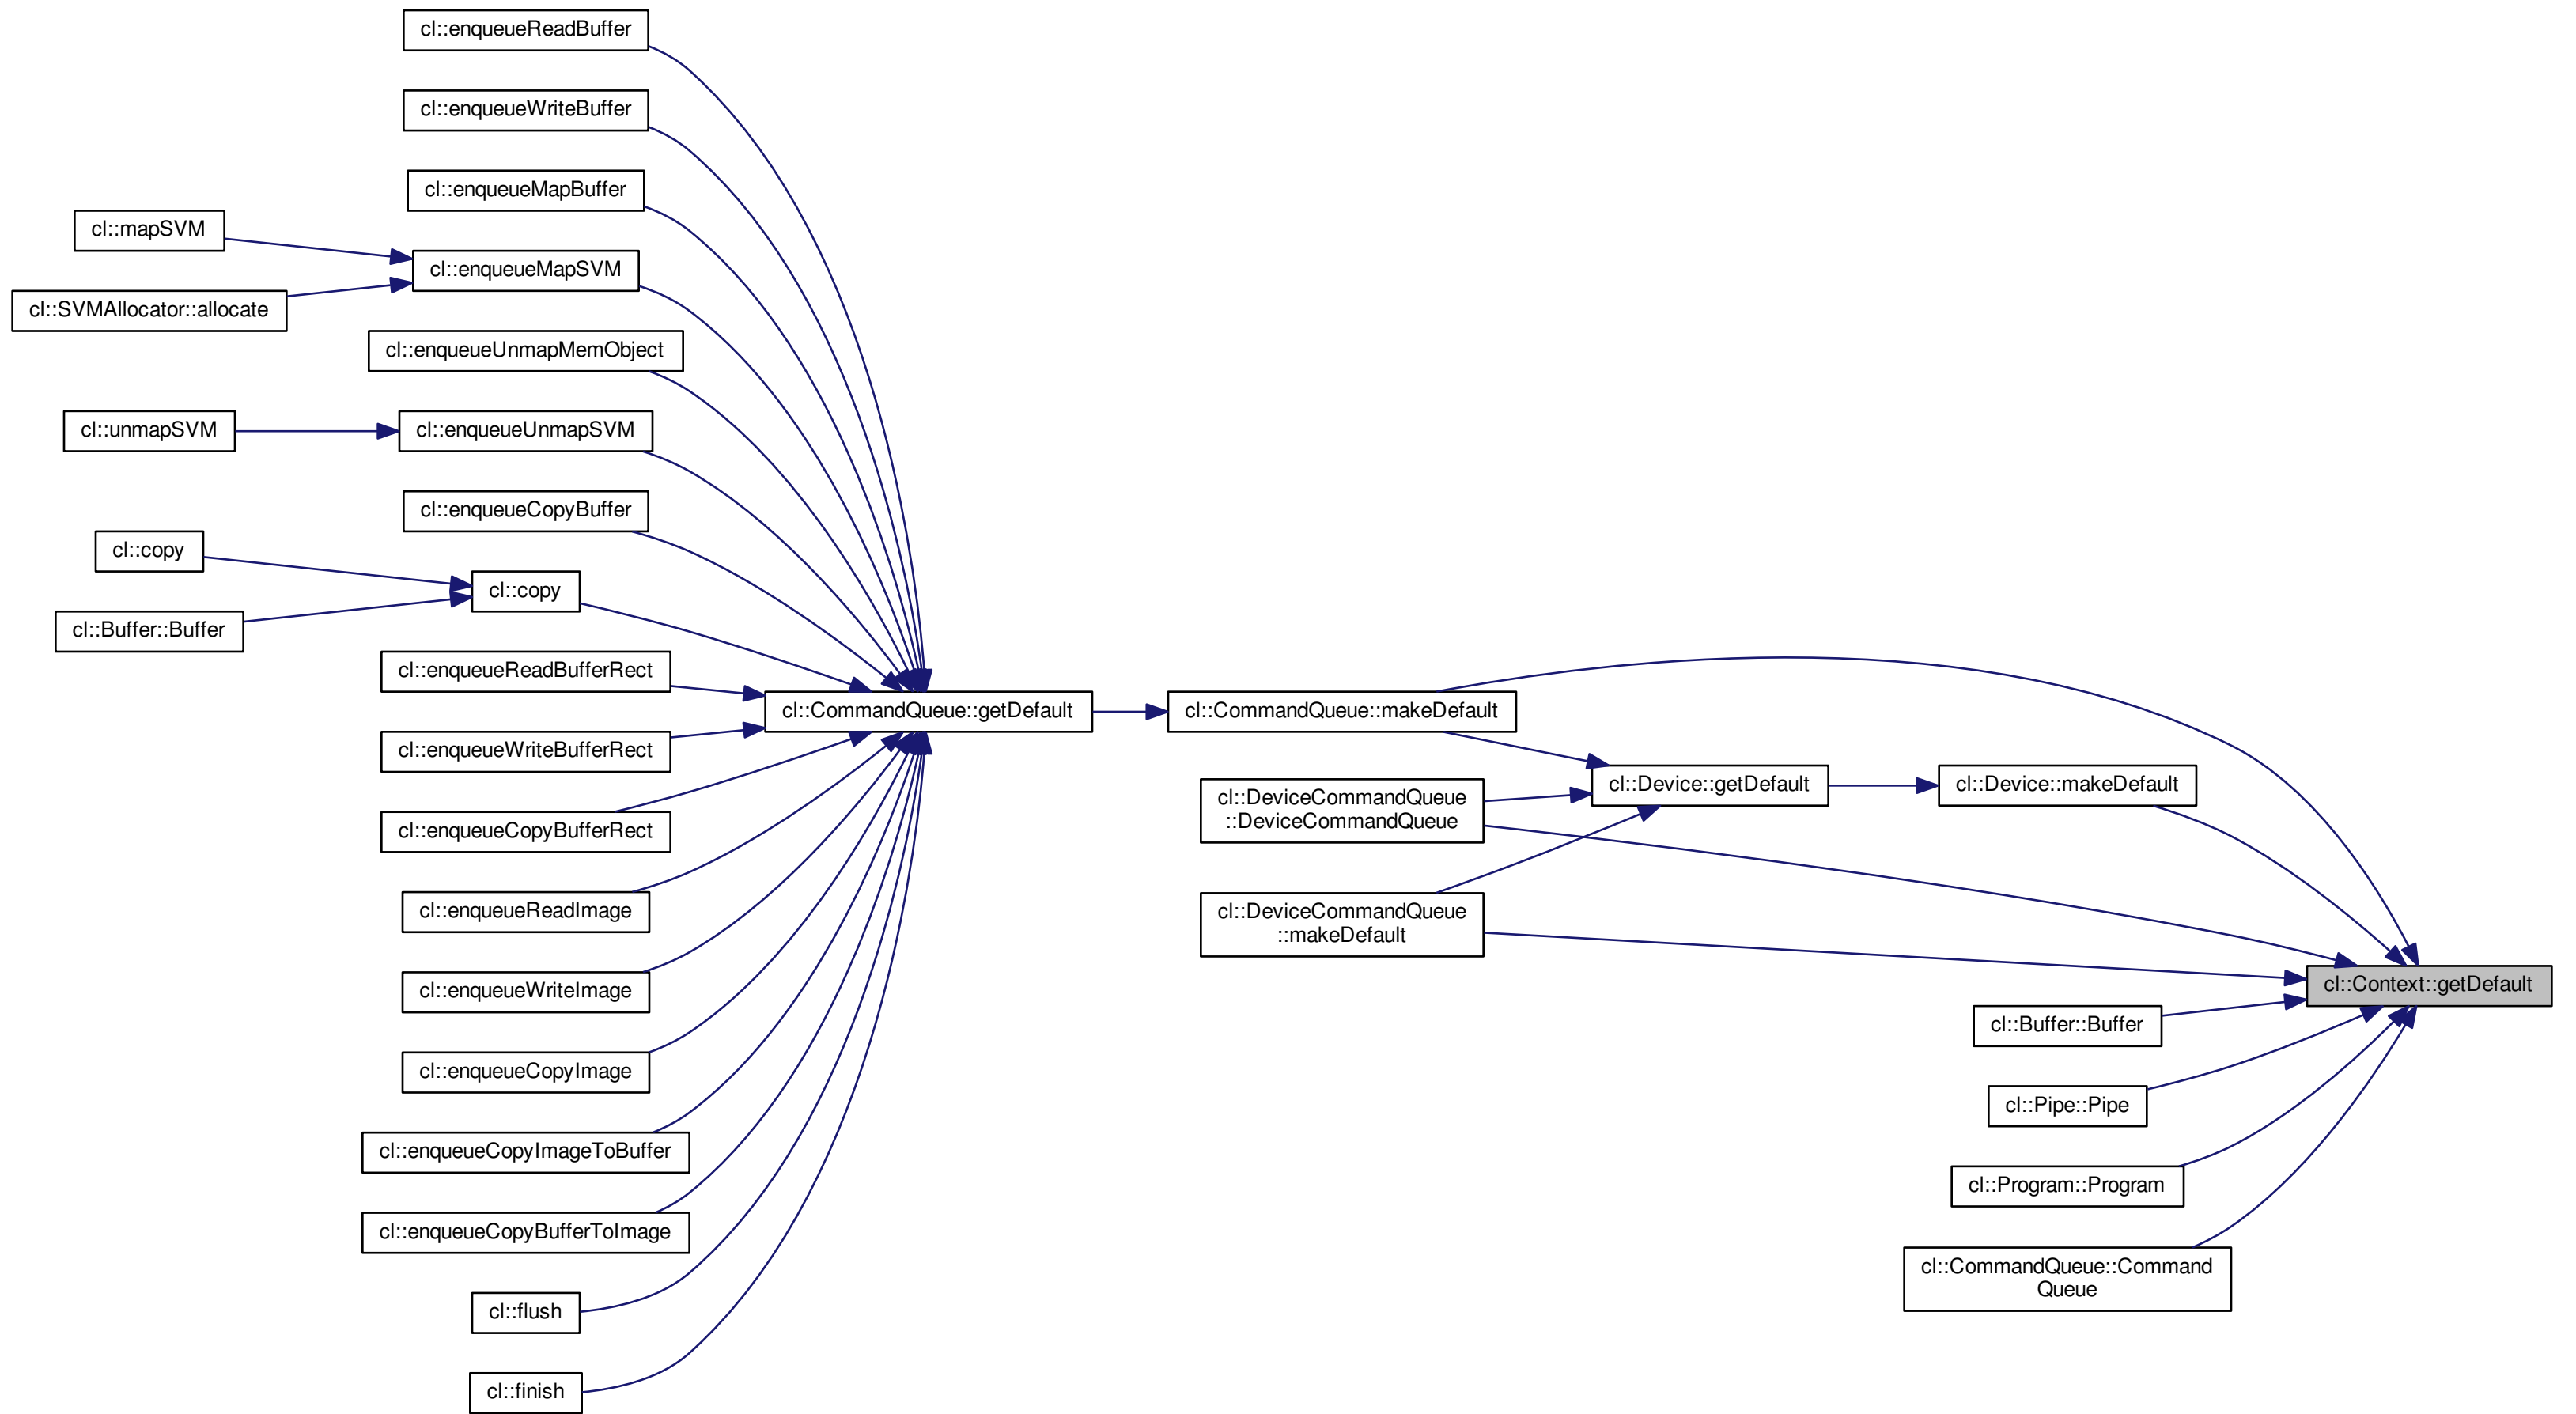 cl::enqueueReadBuffer
cl::enqueueWriteBuffer
cl::enqueueMapBuffer
cl::mapSVM
cl::enqueueMapSVM
cl::SVMAllocator::allocate
cl::enqueueUnmapMemObject
cl::unmapSVM
cl::enqueueUnmapSVM
cl::enqueueCopyBuffer
cl::copy
cl::copy
cl::Buffer::Buffer
cl::enqueueReadBufferRect
cl::CommandQueue::getDefault
cl::CommandQueue::makeDefault
cl::enqueueWriteBufferRect
cl::Device::getDefault
cl::Device::makeDefault
cl::DeviceCommandQueue
::DeviceCommandQueue
cl::enqueueCopyBufferRect
cl::enqueueReadImage
cl::DeviceCommandQueue
::makeDefault
cl::Context::getDefault
cl::enqueueWriteImage
cl::Buffer::Buffer
cl::enqueueCopyImage
cl::Pipe::Pipe
cl::enqueueCopyImageToBuffer
cl::Program::Program
cl::enqueueCopyBufferToImage
cl::CommandQueue::Command
Queue
cl::flush
cl::finish